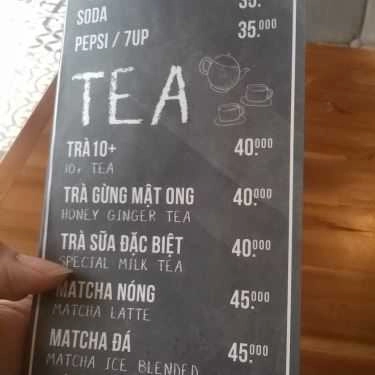 SODA 35.
PEPSI / 7UP 35.000
TEA
TRÀ10+ 40.000
10+ TEA
TRÀ GỪNG MẬT ONG 40.000
HONEY GINGER TEA
TRÀ SỮA ĐẶC BIỆT 40.000
SPECIAL MILK TEA
MATCHA NÓNG 45.000
MATCHA LATTE
MATCHA ĐÁ 45.000
MATCHA ICE BLENDED